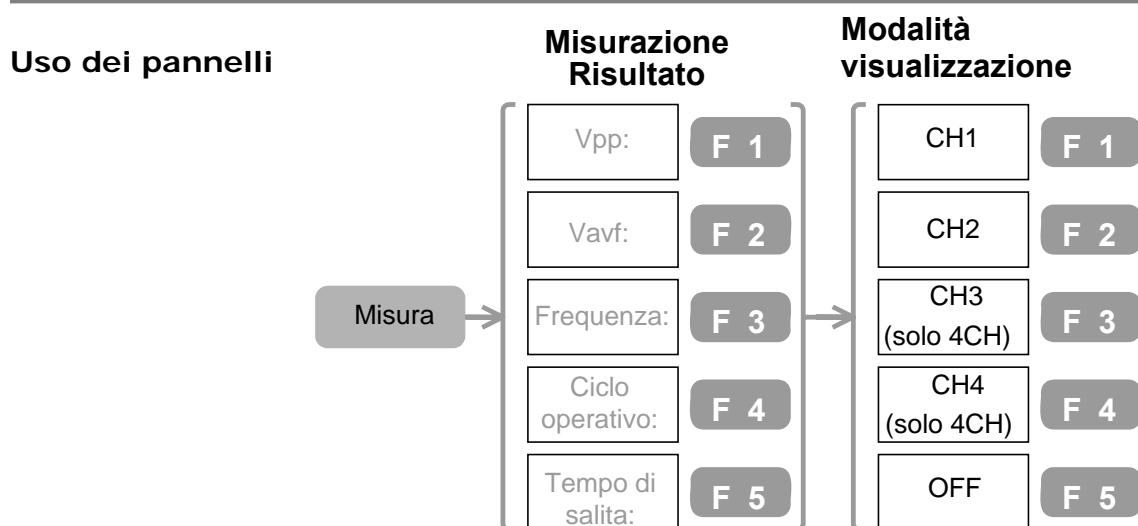 Uso dei pannelli
Misurazione
Risultato
Modalità
visualizzazione
Misura
Vpp:
F 1
Vavf:
F 2
Frequenza:
F 3
Ciclo
operativo:
F 4
Tempo di
salita:
F 5
CH1
F 1
CH2
F 2
CH3
(solo 4CH)
F 3
CH4
(solo 4CH)
F 4
OFF
F 5